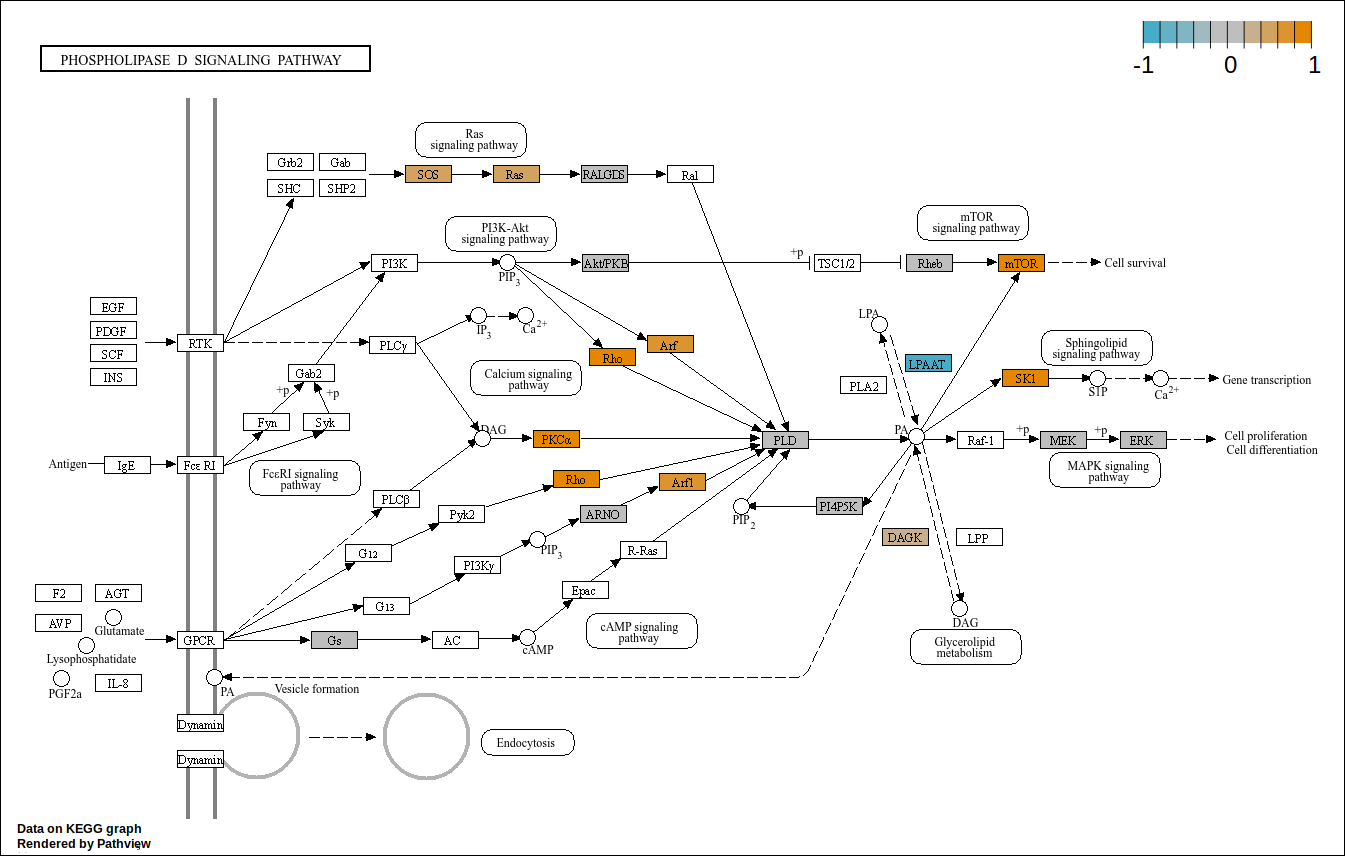 -1 0 1
PHOSPHOLIPASE D SIGNALING PATHWAY
Ras
signaling pathway
Grb2 Gab
SHC SHP2
SOS Ras RALGDS Ral
PI3K-Akt
signaling pathway
mTOR
signaling pathway
PI3K
PIP3
Akt/PKB
+p
TSC1/2 Rheb mTOR Cell survival
EGF
PDGF
SCF
INS
RTK
PLCγ
IP3
Ca2+
Arf
Rho
LPA
LPAAT
PLA2
Sphingolipid
signaling pathway
Calcium signaling
pathway
Gab2
+p +p
Fyn Syk
SK1
S1P
Ca2+
Gene transcription
DAG
PKCα
PLD
PA
Raf-1
+p
MEK
+p
ERK
Cell proliferation
Cell differentiation
MAPK signaling
pathway
Antigen IgE Fcε RI
FcεRI signaling
pathway
PLCβ
Pyk2
Rho
Arf1
ARNO
PIP2
PI4P5K
DAGK LPP
G12
PI3Kγ
PIP3
R-Ras
G13
Epac
F2 AGT
AVP
Glutamate
Lysophosphatidate
PGF2a
IL-8
GPCR
Gs AC
cAMP
cAMP signaling
pathway
DAG
Glycerolipid
metabolism
PA
Vesicle formation
Dynamin
Dynamin
Endocytosis
Data on KEGG graph
Rendered by Pathview